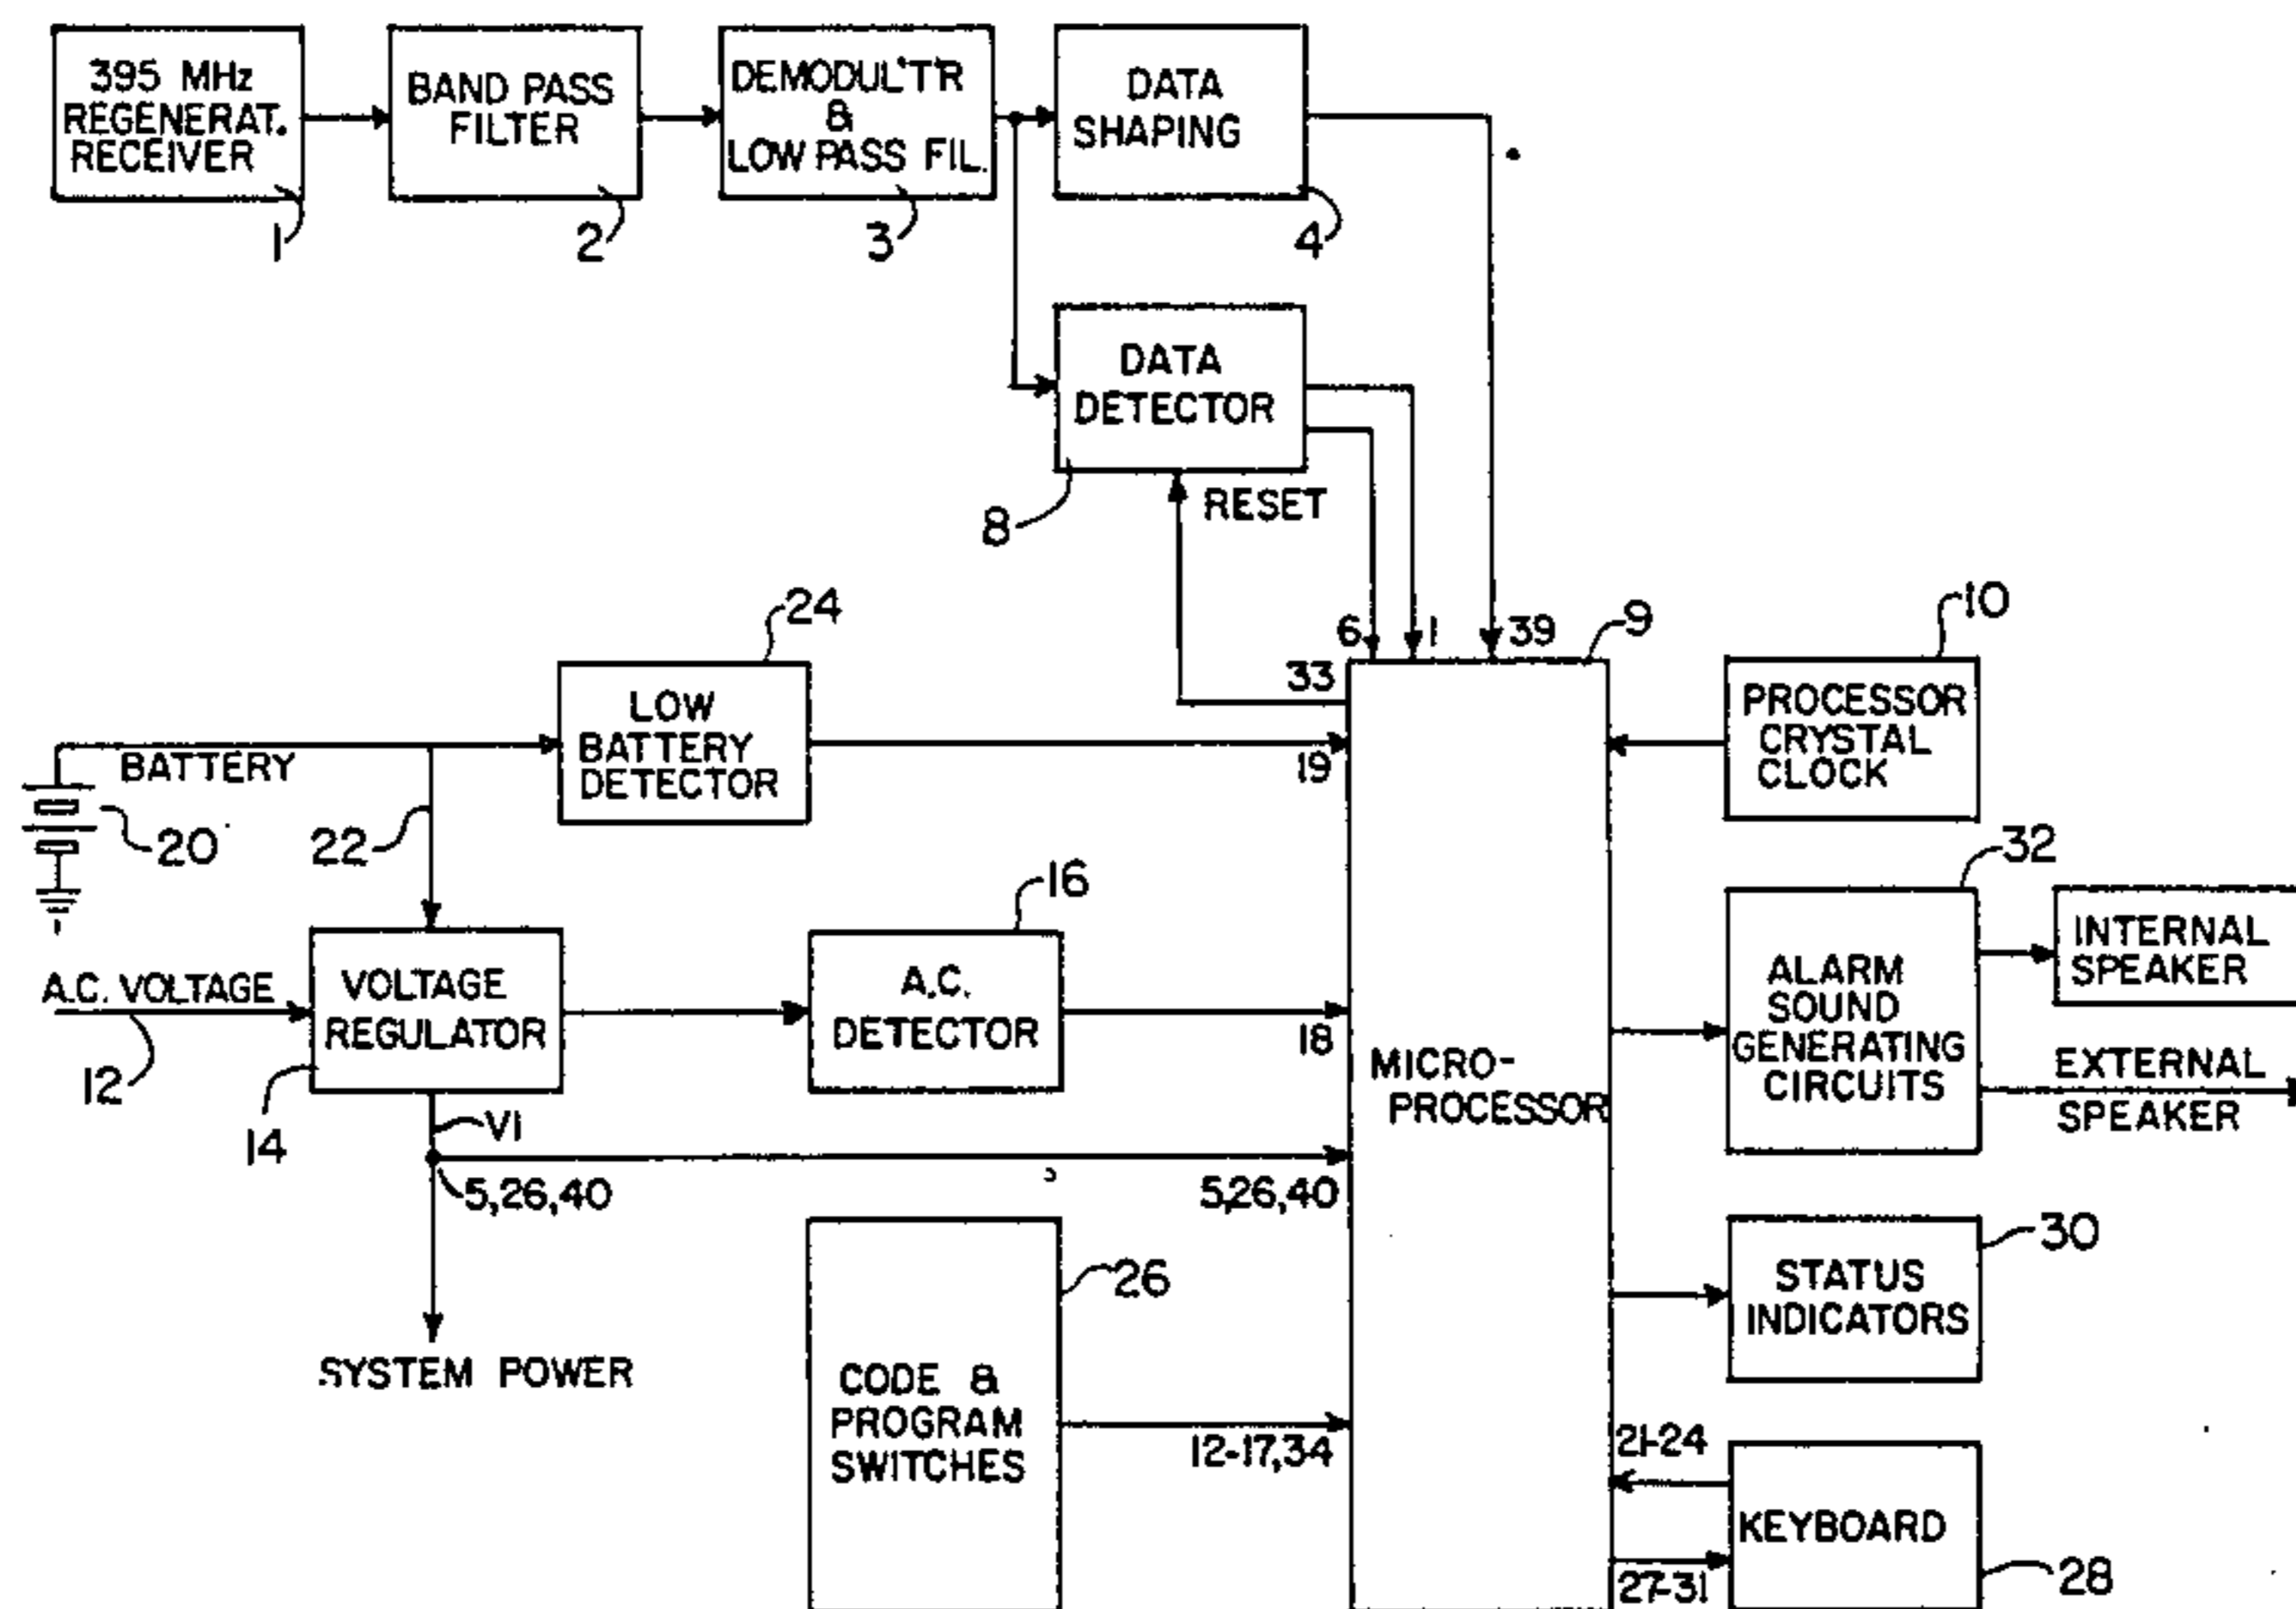 395 MHz
REGENERAT.
RECEIVER
1
BAND PASS
FILTER
2
DEMODUL'T'R
&
LOW PASS FIL.
3
DATA
SHAPING
4
DATA
DETECTOR
8
RESET
6
1
39
9
33
10
PROCESSOR
CRYSTAL
CLOCK
24
LOW
BATTERY
DETECTOR
19
BATTERY
20
22
16
A.C.
DETECTOR
18
A.C. VOLTAGE
12
VOLTAGE
REGULATOR
14
V1
5,26,40
5,26,40
SYSTEM POWER
MICRO-
PROCESSOR
32
ALARM
SOUND
GENERATING
CIRCUITS
INTERNAL
SPEAKER
EXTERNAL
SPEAKER
30
STATUS
INDICATORS
26
CODE &
PROGRAM
SWITCHES
12-17,34
21-24
KEYBOARD
27-31
28